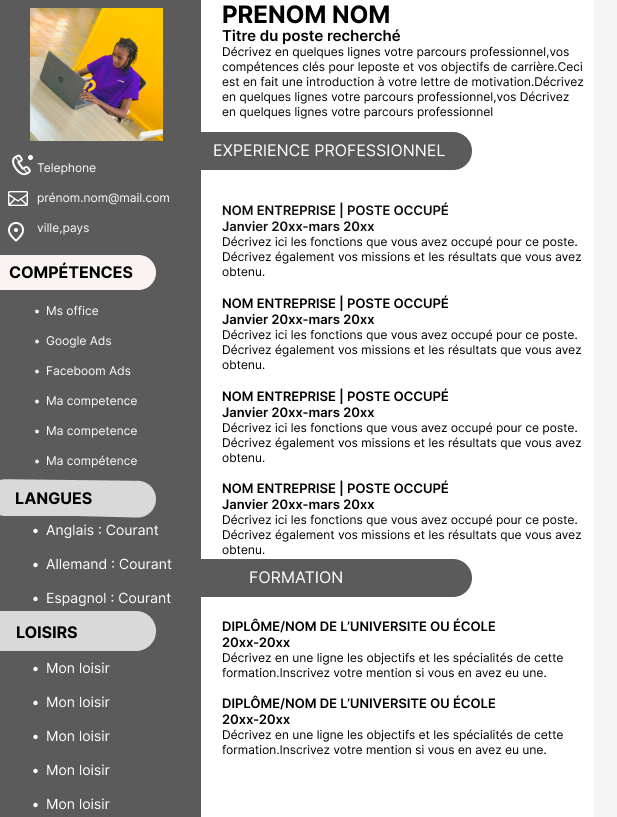 PRENOM NOM
Titre du poste recherché
Décrivez en quelques lignes votre parcours professionnel,vos
compétences clés pour leposte et vos objectifs de carrière.Ceci
est en fait une introduction à votre lettre de motivation.Décrivez
en quelques lignes votre parcours professionnel,vos Décrivez
en quelques lignes votre parcours professionnel
Telephone
prénom.nom@mail.com
ville,pays
COMPÉTENCES
• Ms office
• Google Ads
• Faceboom Ads
• Ma competence
• Ma competence
• Ma compétence
LANGUES
• Anglais : Courant
• Allemand : Courant
• Espagnol : Courant
LOISIRS
• Mon loisir
• Mon loisir
• Mon loisir
• Mon loisir
• Mon loisir
EXPERIENCE PROFESSIONNEL
NOM ENTREPRISE | POSTE OCCUPÉ
Janvier 20xx-mars 20xx
Décrivez ici les fonctions que vous avez occupé pour ce poste.
Décrivez également vos missions et les résultats que vous avez
obtenu.
NOM ENTREPRISE | POSTE OCCUPÉ
Janvier 20xx-mars 20xx
Décrivez ici les fonctions que vous avez occupé pour ce poste.
Décrivez également vos missions et les résultats que vous avez
obtenu.
NOM ENTREPRISE | POSTE OCCUPÉ
Janvier 20xx-mars 20xx
Décrivez ici les fonctions que vous avez occupé pour ce poste.
Décrivez également vos missions et les résultats que vous avez
obtenu.
NOM ENTREPRISE | POSTE OCCUPÉ
Janvier 20xx-mars 20xx
Décrivez ici les fonctions que vous avez occupé pour ce poste.
Décrivez également vos missions et les résultats que vous avez
obtenu.
FORMATION
DIPLÔME/NOM DE L’UNIVERSITE OU ÉCOLE
20xx-20xx
Décrivez en une ligne les objectifs et les spécialités de cette
formation.Inscrivez votre mention si vous en avez eu une.
DIPLÔME/NOM DE L’UNIVERSITE OU ÉCOLE
20xx-20xx
Décrivez en une ligne les objectifs et les spécialités de cette
formation.Inscrivez votre mention si vous en avez eu une.